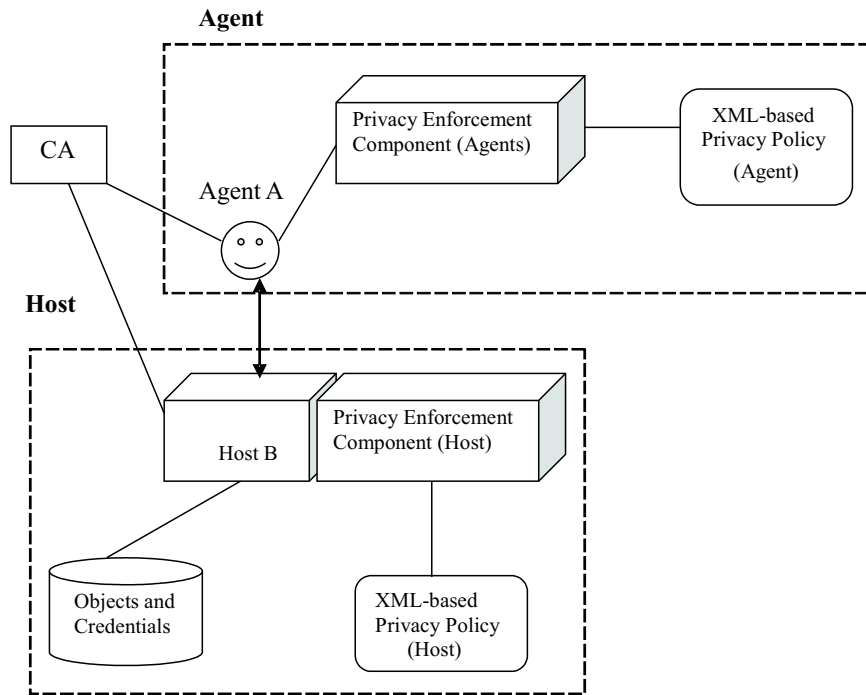 Agent
Privacy Enforcement
Component (Agents)
XML-based
Privacy Policy
(Agent)
CA
Agent A
Host
Privacy Enforcement
Component (Host)
Host B
Objects and
Credentials
XML-based
Privacy Policy
(Host)